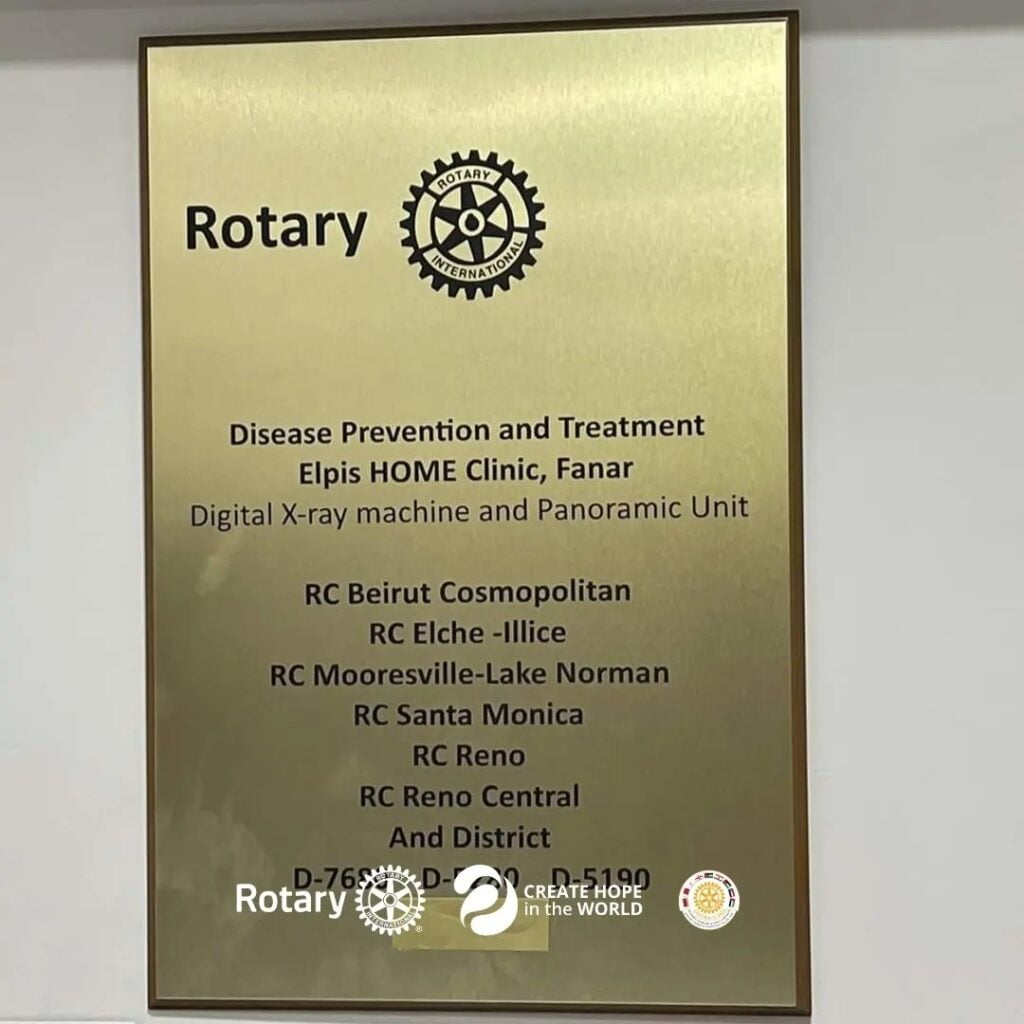 Rotary
ROTARY
INTERNATIONAL
Disease Prevention and Treatment
Elpis HOME Clinic, Fanar
Digital X-ray machine and Panoramic Unit
RC Beirut Cosmopolitan
RC Elche -Illice
RC Mooresville-Lake Norman
RC Santa Monica
RC Reno
RC Reno Central
And District
D-5190
Rotary
ROTARY
INTERNATIONAL
CREATE HOPE
in the WORLD